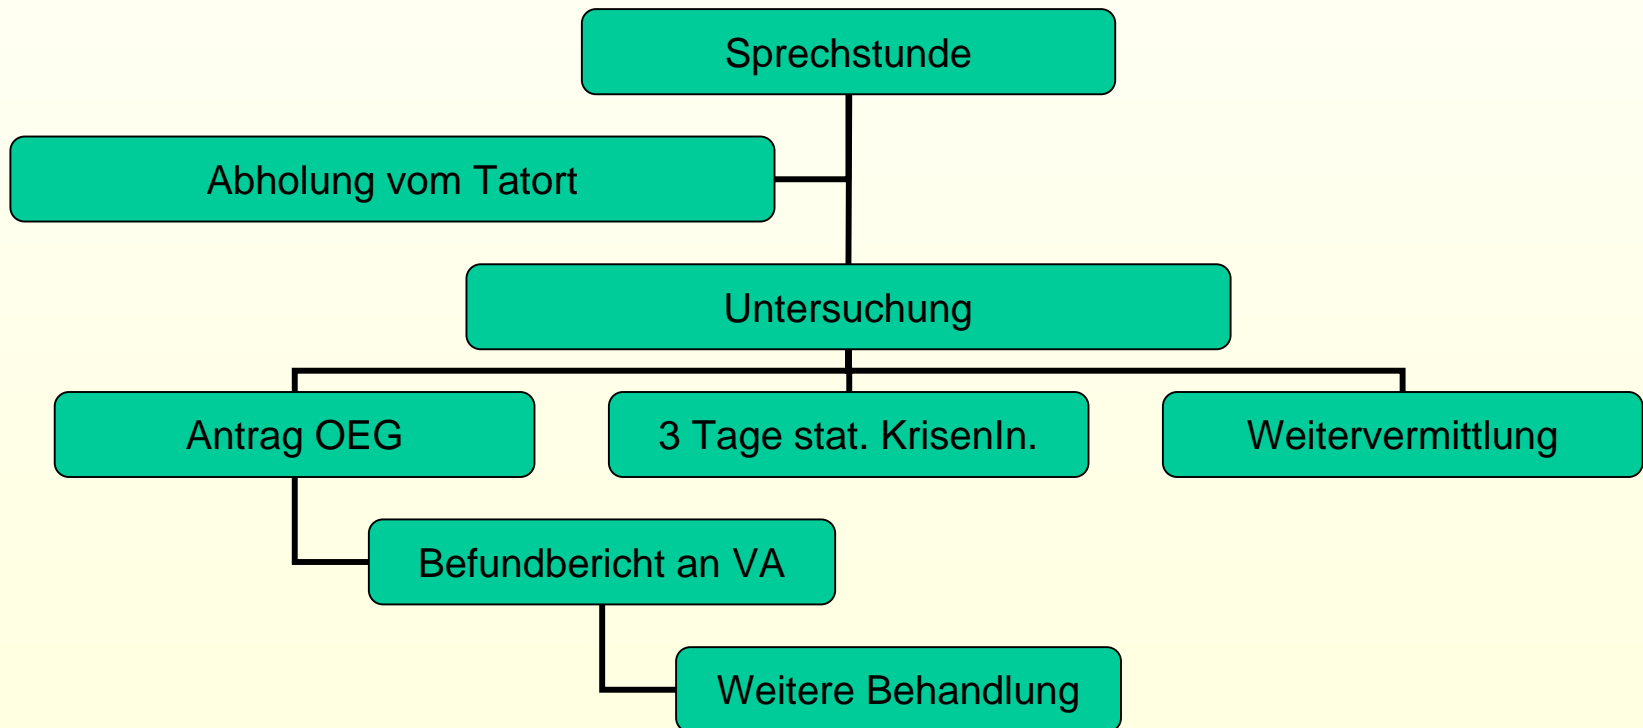 Sprechstunde
Abholung vom Tatort
Untersuchung
Antrag OEG
3 Tage stat. KrisenIn.
Weitervermittlung
Befundbericht an VA
Weitere Behandlung